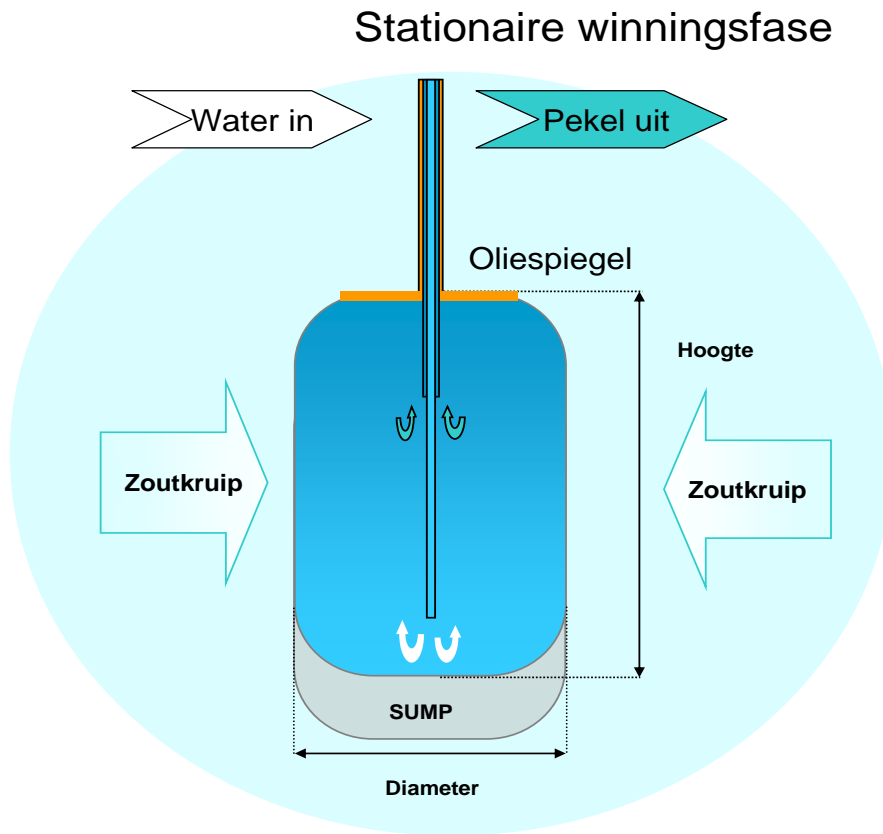 Stationaire winningsfase
Water in
Pekel uit
Oliespiegel
Hoogte
Zoutkruip
Zoutkruip
SUMP
Diameter